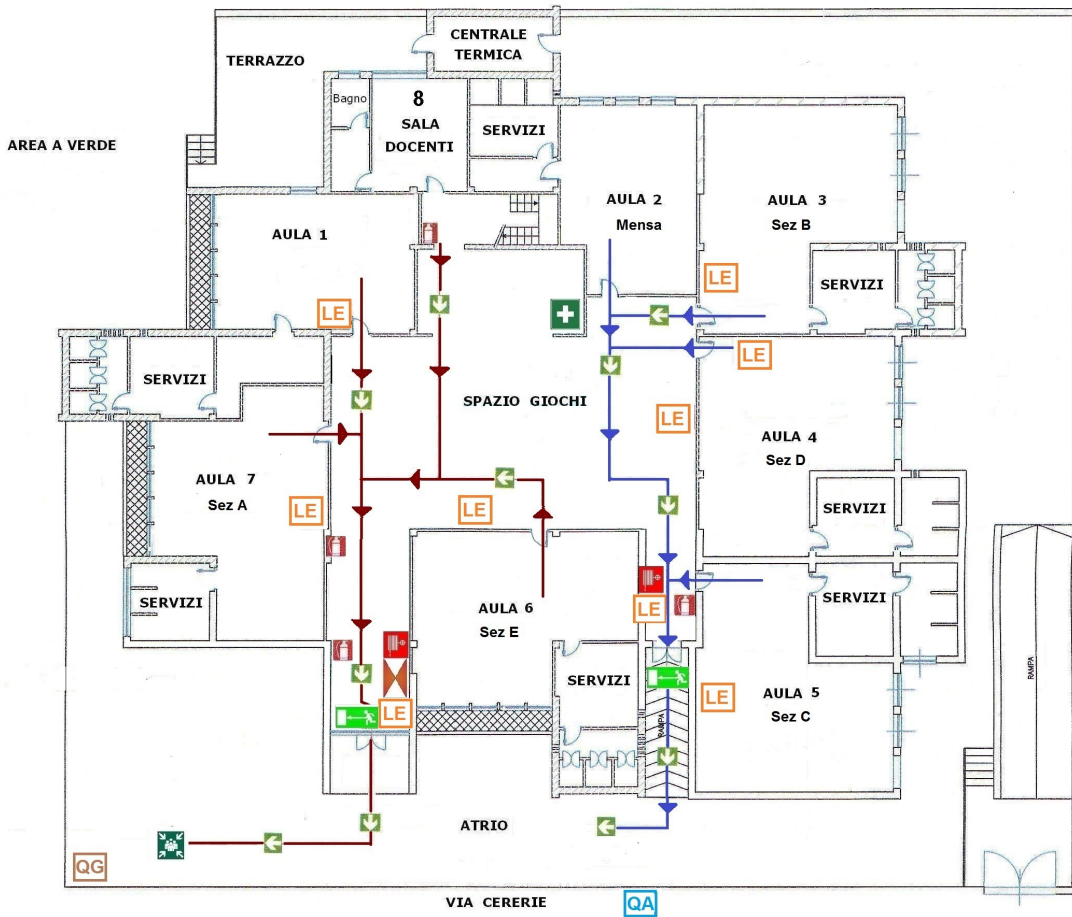 CENTRALE
TERMICA
TERRAZZO
Bagno
8
SALA
DOCENTI
SERVIZI
AREA A VERDE
AULA 1
AULA 2
Mensa
AULA 3
Sez B
LE
LE
SERVIZI
LE
SERVIZI
SPAZIO GIOCHI
LE
AULA 4
Sez D
AULA 7
Sez A
LE
LE
SERVIZI
SERVIZI
AULA 6
Sez E
LE
SERVIZI
SERVIZI
AULA 5
Sez C
LE
LE
RAMPA
RAMPA
ATRIO
QG
VIA CERERIE
QA